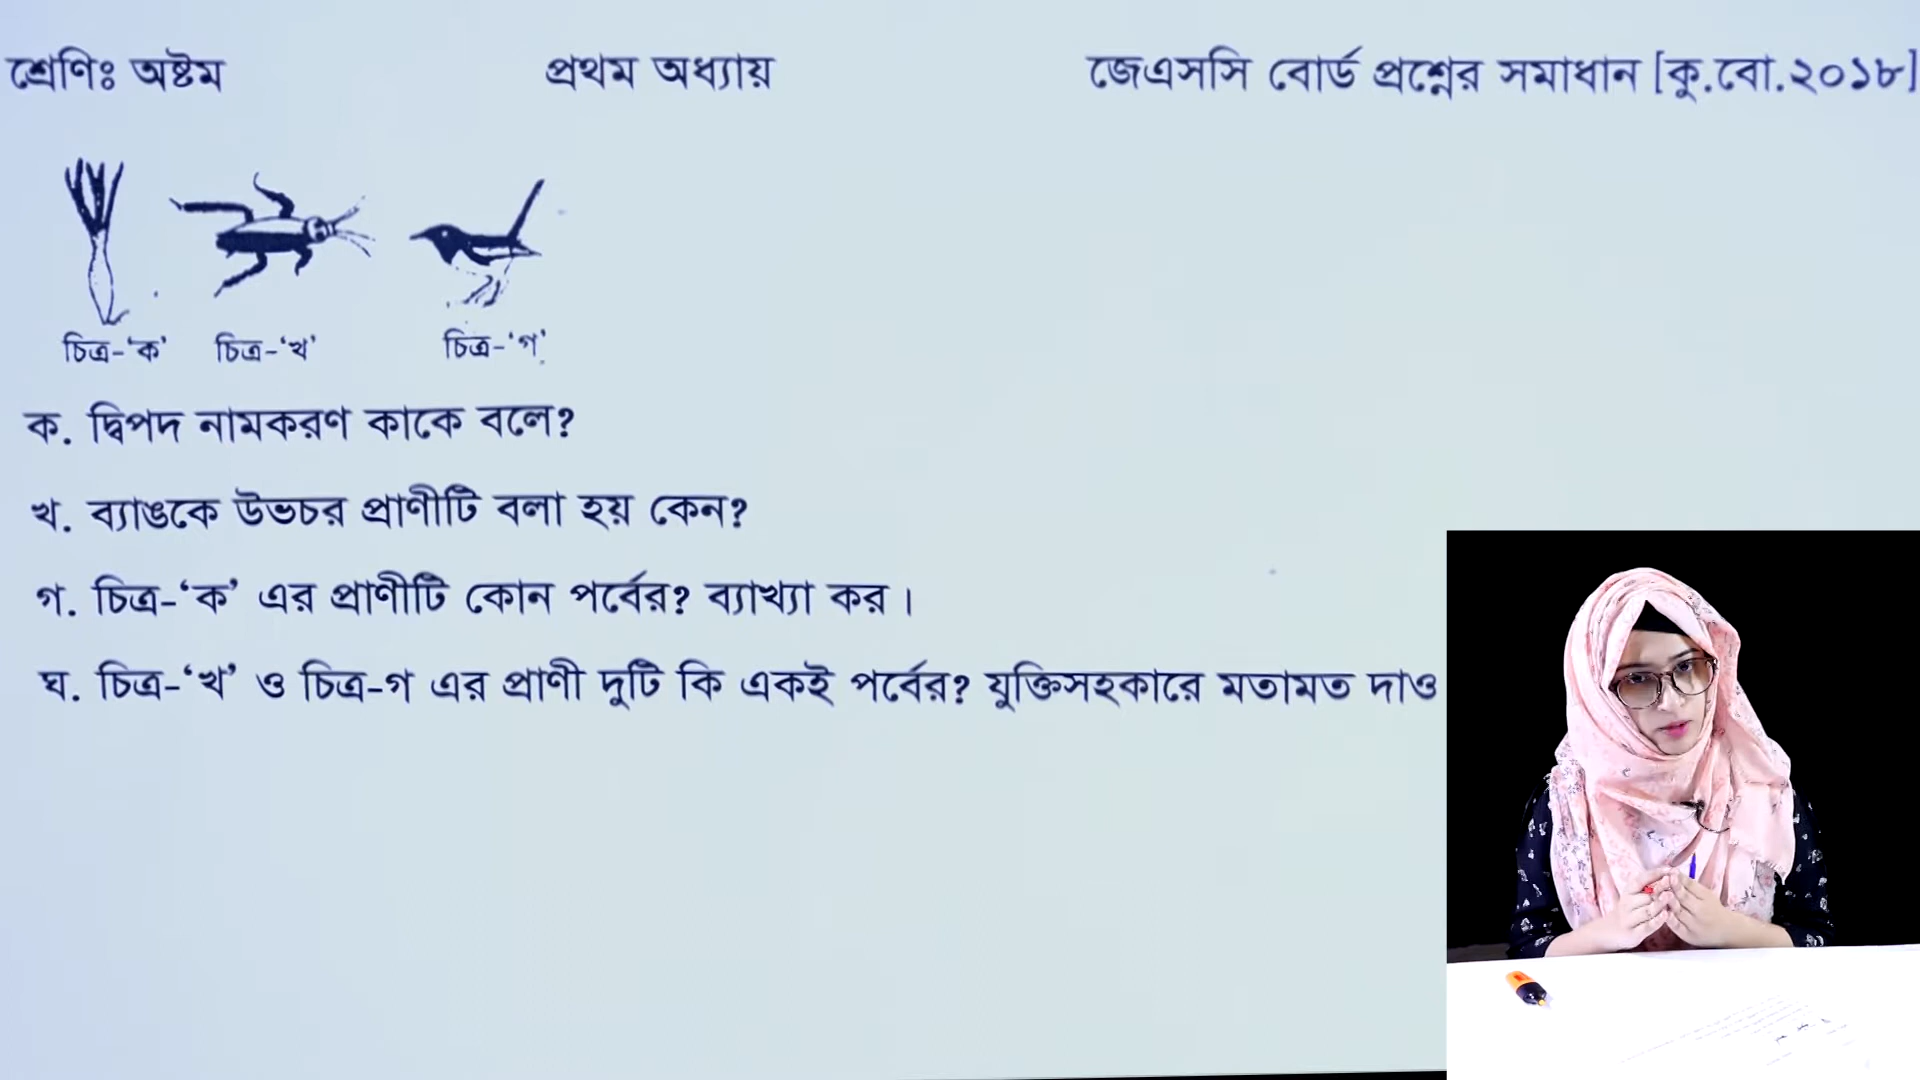 শ্রেণিঃ অষ্টম প্রথম অধ্যায় জেএসসি বোর্ড প্রশ্নের সমাধান [কু.বো.২০১৮]
চিত্র-‘ক’ চিত্র-‘খ’ চিত্র-‘গ’
ক. দ্বিপদ নামকরণ কাকে বলে?
খ. ব্যাঙকে উভচর প্রাণীটি বলা হয় কেন?
গ. চিত্র-‘ক’ এর প্রাণীটি কোন পর্বের? ব্যাখ্যা কর।
ঘ. চিত্র-‘খ’ ও চিত্র-গ এর প্রাণী দুটি কি একই পর্বের? যুক্তিসহকারে মতামত দাও